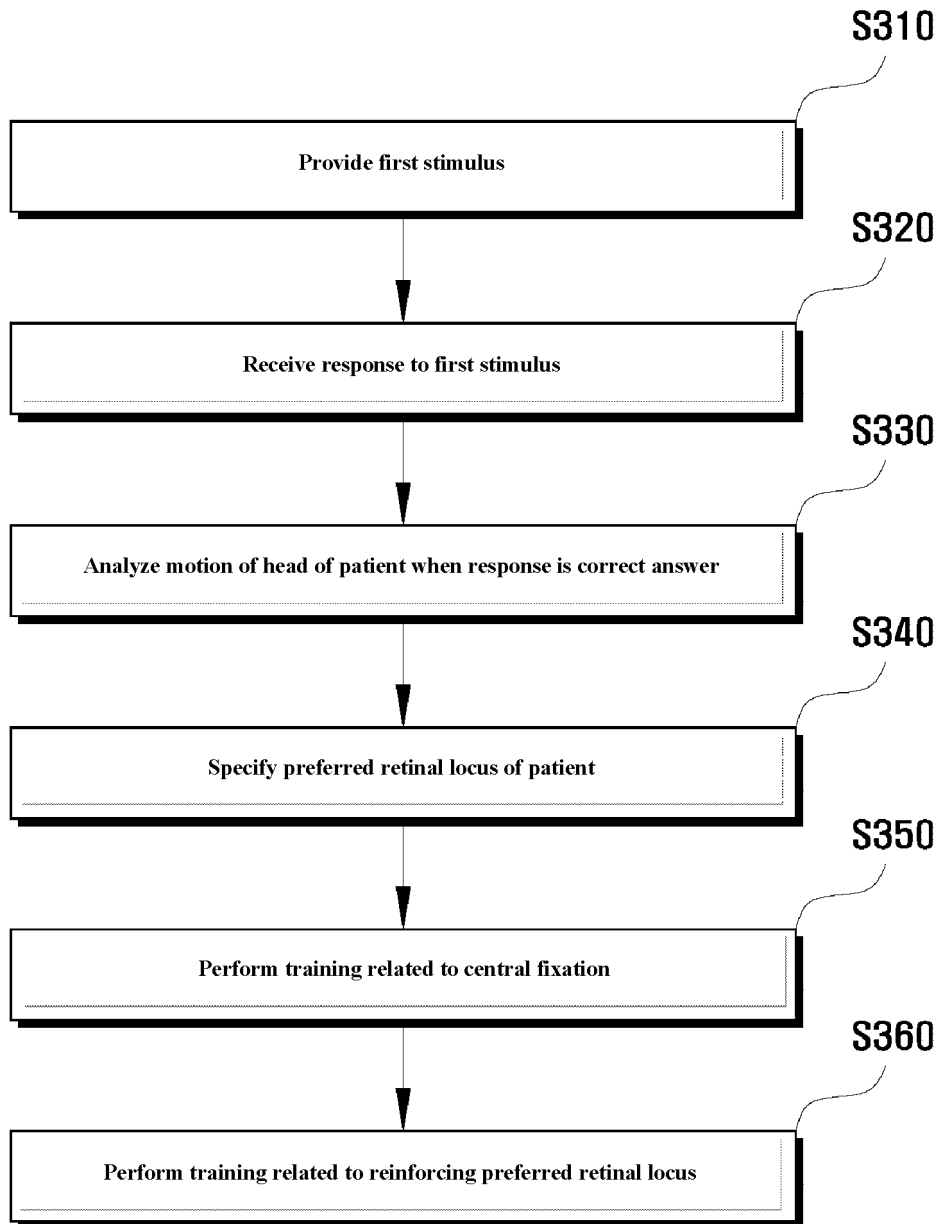 S310
Provide first stimulus
S320
Receive response to first stimulus
S330
Analyze motion of head of patient when response is correct answer
S340
Specify preferred retinal locus of patient
S350
Perform training related to central fixation
S360
Perform training related to reinforcing preferred retinal locus